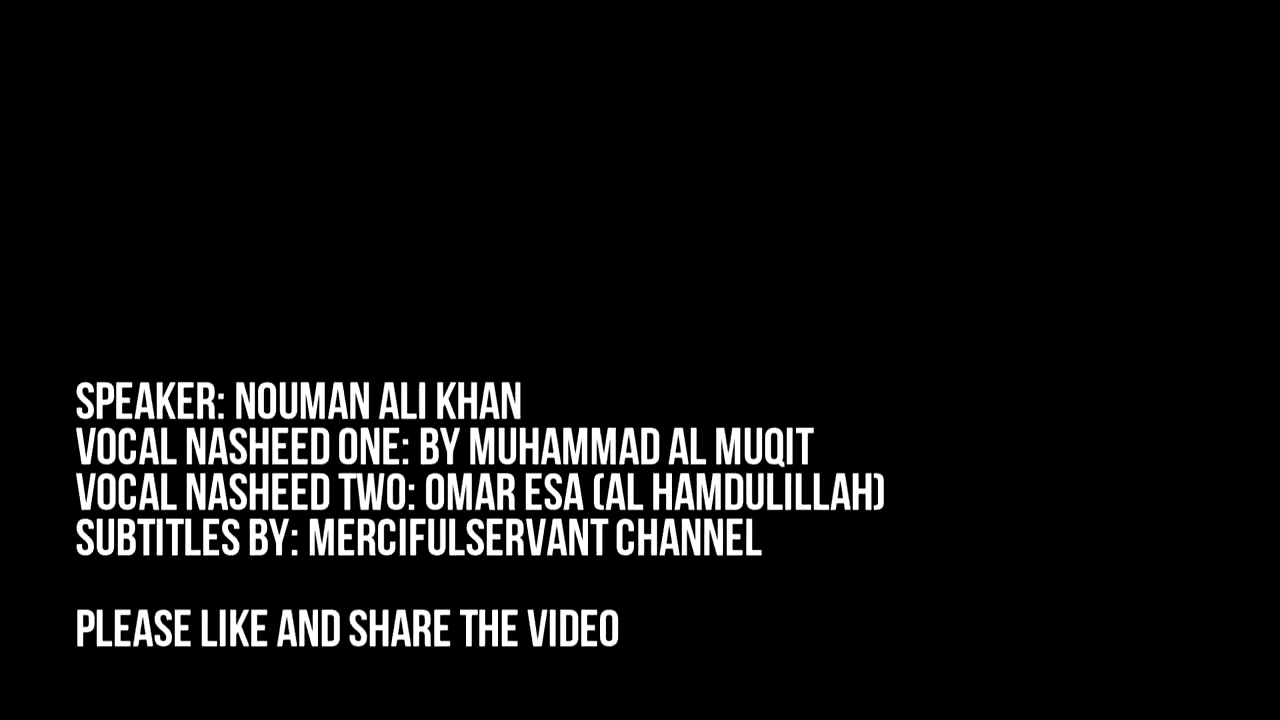 SPEAKER: NOUMAN ALI KHAN
VOCAL NASHEED ONE: BY MUHAMMAD AL MUQIT
VOCAL NASHEED TWO: OMAR ESA (AL HAMDULILLAH)
SUBTITLES BY: MERCIFULSERVANT CHANNEL
PLEASE LIKE AND SHARE THE VIDEO